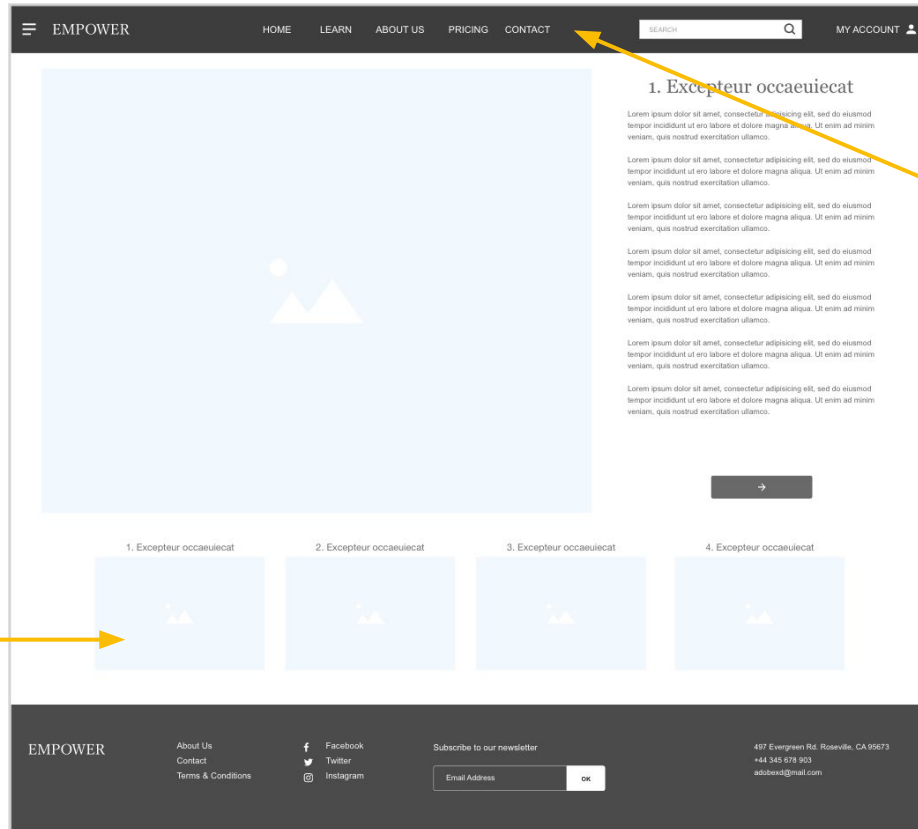 EMPOWER
HOME LEARN ABOUT US PRICING CONTACT
SEARCH
MY ACCOUNT
1. Excepteur occaeuiecat
Lorem ipsum dolor sit amet, consectetur adipisicing elit, sed do eiusmod
tempor incididunt ut ero labore et dolore magna aliqua. Ut enim ad minim
veniam, quis nostrud exercitation ullamco.
Lorem ipsum dolor sit amet, consectetur adipisicing elit, sed do eiusmod
tempor incididunt ut ero labore et dolore magna aliqua. Ut enim ad minim
veniam, quis nostrud exercitation ullamco.
Lorem ipsum dolor sit amet, consectetur adipisicing elit, sed do eiusmod
tempor incididunt ut ero labore et dolore magna aliqua. Ut enim ad minim
veniam, quis nostrud exercitation ullamco.
Lorem ipsum dolor sit amet, consectetur adipisicing elit, sed do eiusmod
tempor incididunt ut ero labore et dolore magna aliqua. Ut enim ad minim
veniam, quis nostrud exercitation ullamco.
Lorem ipsum dolor sit amet, consectetur adipisicing elit, sed do eiusmod
tempor incididunt ut ero labore et dolore magna aliqua. Ut enim ad minim
veniam, quis nostrud exercitation ullamco.
Lorem ipsum dolor sit amet, consectetur adipisicing elit, sed do eiusmod
tempor incididunt ut ero labore et dolore magna aliqua. Ut enim ad minim
veniam, quis nostrud exercitation ullamco.
Lorem ipsum dolor sit amet, consectetur adipisicing elit, sed do eiusmod
tempor incididunt ut ero labore et dolore magna aliqua. Ut enim ad minim
veniam, quis nostrud exercitation ullamco.
1. Excepteur occaeuiecat
2. Excepteur occaeuiecat
3. Excepteur occaeuiecat
4. Excepteur occaeuiecat
EMPOWER
About Us
Contact
Terms & Conditions
Facebook
Twitter
Instagram
Subscribe to our newsletter
Email Address
OK
497 Evergreen Rd. Roseville, CA 95673
+44 345 678 903
adobexd@mail.com